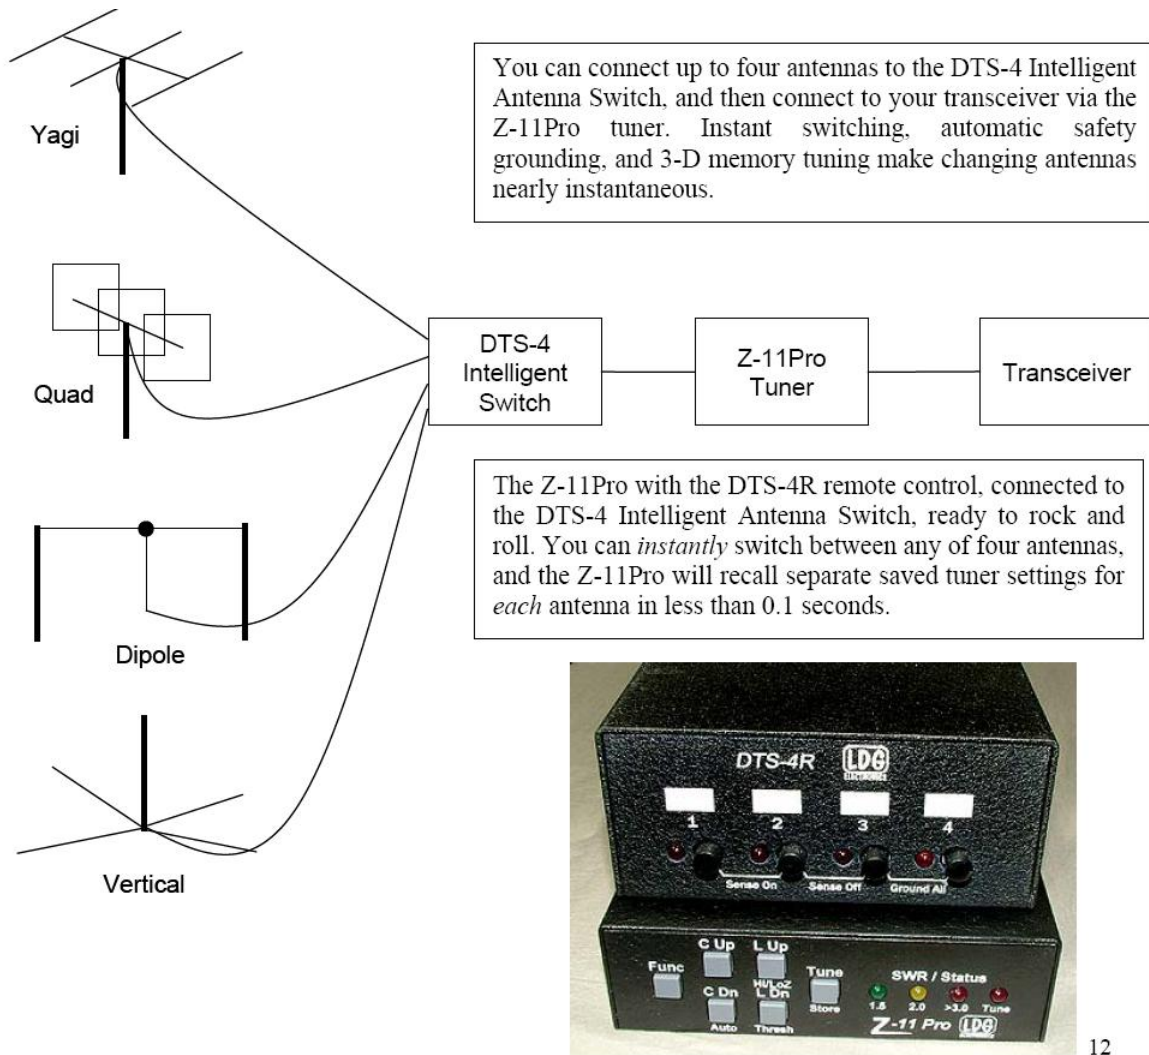 You can connect up to four antennas to the DTS-4 Intelligent
Antenna Switch, and then connect to your transceiver via the
Z-11Pro tuner. Instant switching, automatic safety
grounding, and 3-D memory tuning make changing antennas
nearly instantaneous.
Yagi
Quad
DTS-4
Intelligent
Switch
Z-11Pro
Tuner
Transceiver
The Z-11Pro with the DTS-4R remote control, connected to
the DTS-4 Intelligent Antenna Switch, ready to rock and
roll. You can instantly switch between any of four antennas,
and the Z-11Pro will recall separate saved tuner settings for
each antenna in less than 0.1 seconds.
Dipole
Vertical
DTS-4R LDG
ELECTRONICS
1 2 3 4
Sense On Sense Off Ground All
C Up L Up
Func Tune
Hi/LoZ
C Dn L Dn Store
Auto Thresh
SWR / Status
1.5 2.0 >3.0 Tune
Z-11 Pro LDG
12